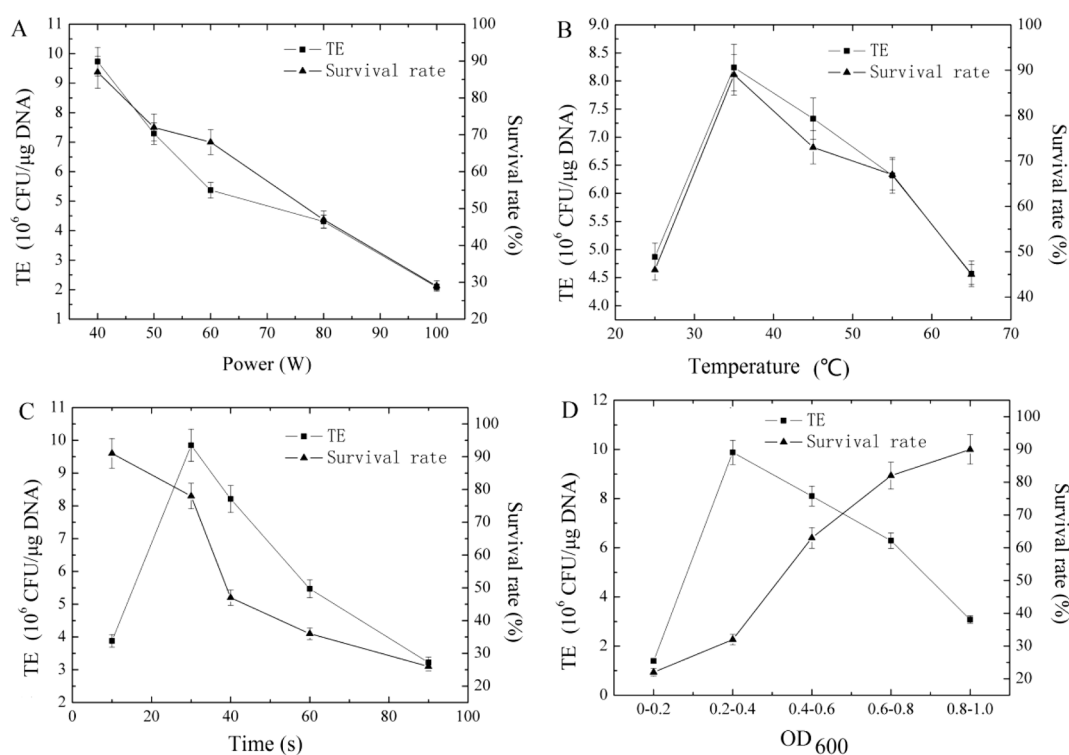 A
TE
Survival rate
TE (10⁶ CFU/μg DNA)
11
10
9
8
7
6
5
4
3
2
1
100
90
80
70
60
50
40
30
20
Survival rate (%)
40 50 60 70 80 90 100
Power (W)
B
TE
Survival rate
TE (10⁶ CFU/μg DNA)
9.0
8.5
8.0
7.5
7.0
6.5
6.0
5.5
5.0
4.5
4.0
100
90
80
70
60
50
40
Survival rate (%)
20 30 40 50 60 70
Temperature (℃)
C
TE
Survival rate
TE (10⁶ CFU/μg DNA)
11
10
9
8
7
6
5
4
3
2
100
90
80
70
60
50
40
30
20
Survival rate (%)
0 20 40 60 80 100
Time (s)
D
TE
Survival rate
TE (10⁶ CFU/μg DNA)
12
10
8
6
4
2
0
100
90
80
70
60
50
40
30
20
Survival rate (%)
0-0.2 0.2-0.4 0.4-0.6 0.6-0.8 0.8-1.0
OD600